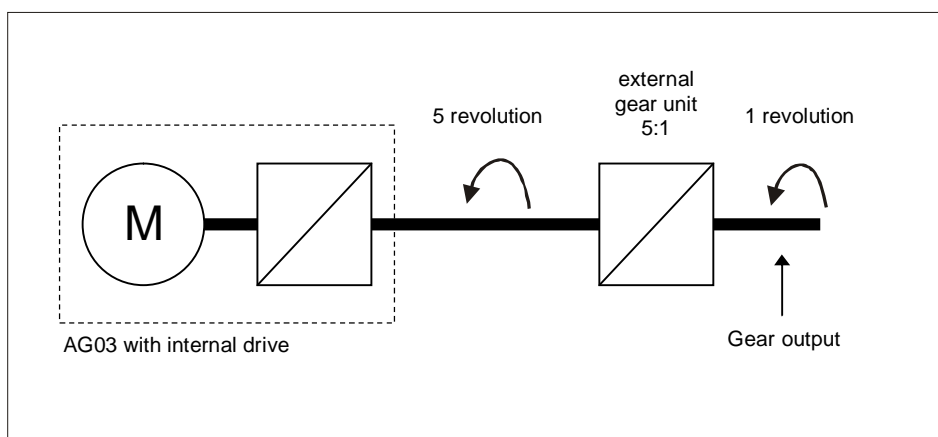 external
gear unit
5:1
5 revolution
1 revolution
M
AG03 with internal drive
Gear output